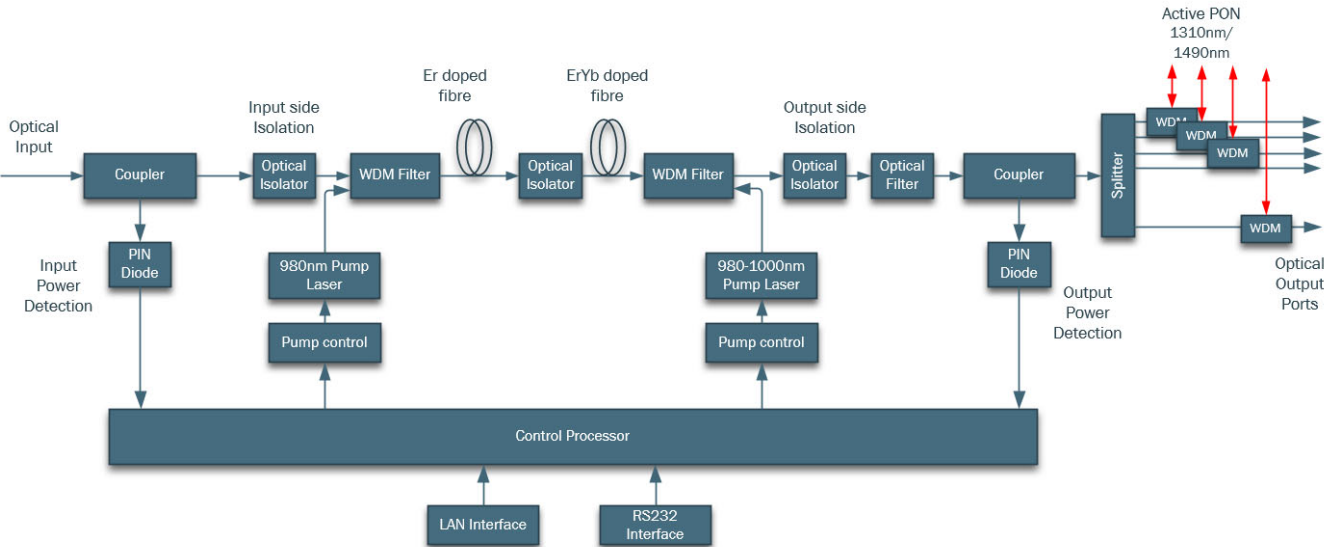 Active PON
1310nm/
1490nm
Er doped
fibre
ErYb doped
fibre
Input side
Isolation
Output side
Isolation
Optical
Input
Coupler
Optical
Isolator
WDM Filter
Optical
Isolator
WDM Filter
Optical
Isolator
Optical
Filter
Coupler
Splitter
WDM
WDM
WDM
WDM
Input
Power
Detection
PIN
Diode
980nm Pump
Laser
980-1000nm
Pump Laser
PIN
Diode
Output
Power
Detection
Optical
Output
Ports
Pump control
Pump control
Control Processor
LAN Interface
RS232
Interface